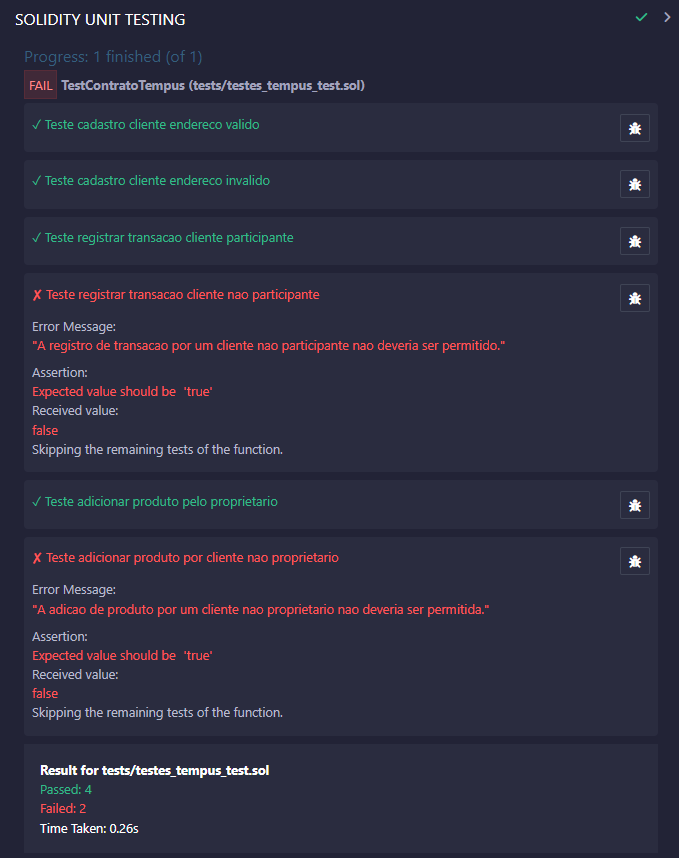 SOLIDITY UNIT TESTING
Progress: 1 finished (of 1)
FAIL TestContratoTempus (tests/testes_tempus_test.sol)
✓ Teste cadastro cliente endereco valido
✓ Teste cadastro cliente endereco invalido
✓ Teste registrar transacao cliente participante
✗ Teste registrar transacao cliente nao participante
Error Message:
"A registro de transacao por um cliente nao participante nao deveria ser permitido."
Assertion:
Expected value should be 'true'
Received value:
false
Skipping the remaining tests of the function.
✓ Teste adicionar produto pelo proprietario
✗ Teste adicionar produto por cliente nao proprietario
Error Message:
"A adicao de produto por um cliente nao proprietario nao deveria ser permitida."
Assertion:
Expected value should be 'true'
Received value:
false
Skipping the remaining tests of the function.
Result for tests/testes_tempus_test.sol
Passed: 4
Failed: 2
Time Taken: 0.26s